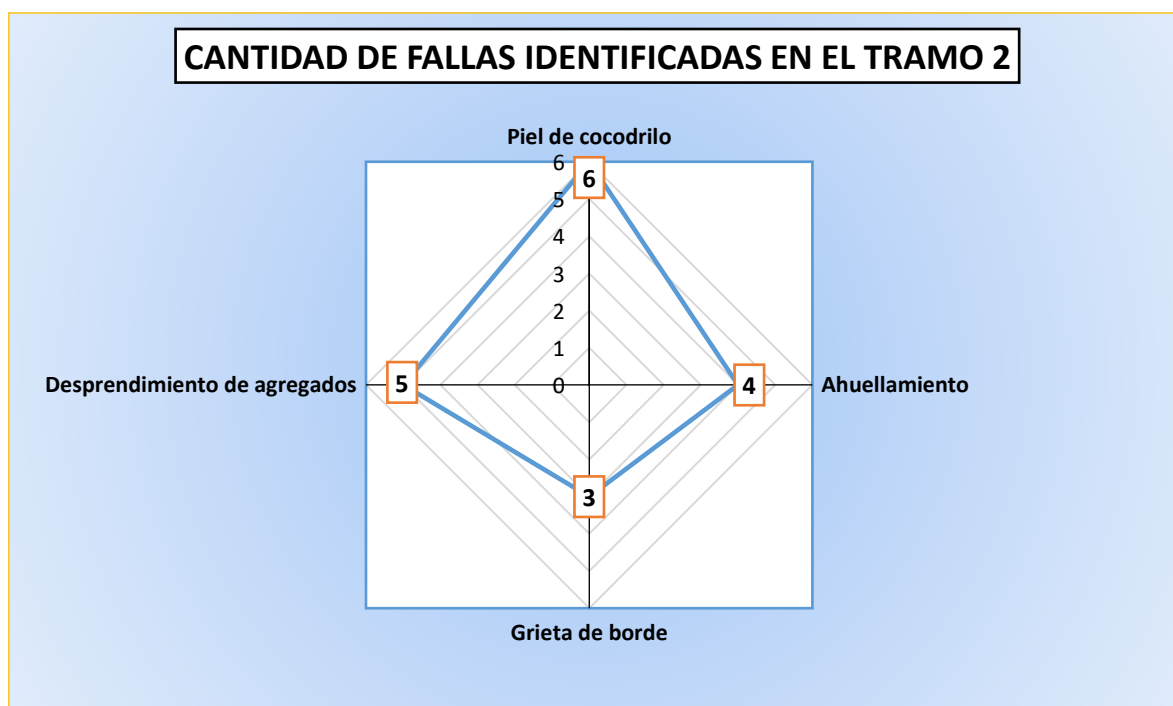 CANTIDAD DE FALLAS IDENTIFICADAS EN EL TRAMO 2
Piel de cocodrilo
6
6
5
4
3
2
1
Desprendimiento de agregados
5
0
4
Ahuellamiento
3
Grieta de borde